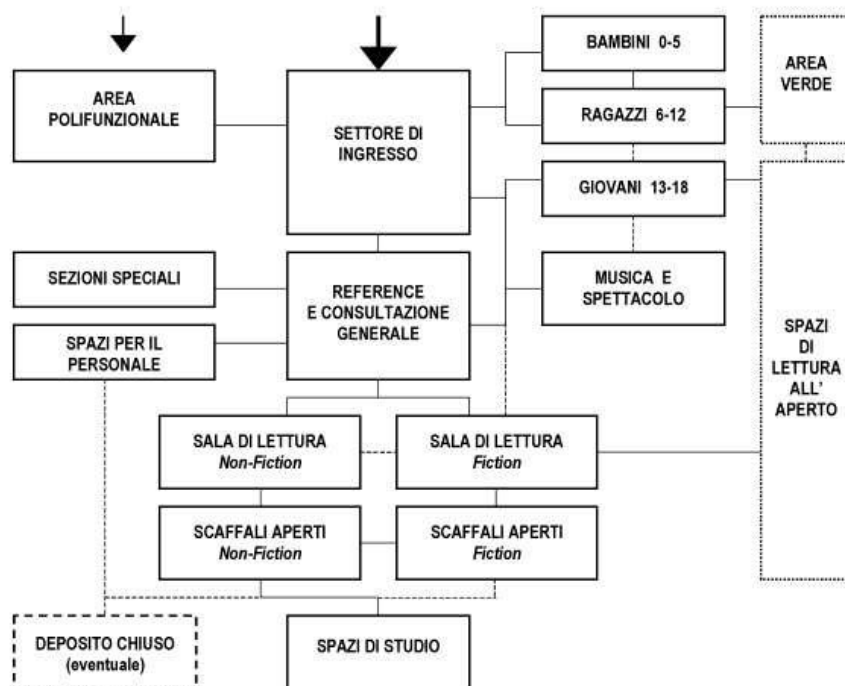 BAMBINI 0-5
AREA
VERDE
AREA
POLIFUNZIONALE
SETTORE DI
INGRESSO
RAGAZZI 6-12
GIOVANI 13-18
SEZIONI SPECIALI
REFERENCE
E CONSULTAZIONE
GENERALE
MUSICA E
SPETTACOLO
SPAZI PER IL
PERSONALE
SPAZI
DI
LETTURA
ALL'
APERTO
SALA DI LETTURA
Non-Fiction
SALA DI LETTURA
Fiction
SCAFFALI APERTI
Non-Fiction
SCAFFALI APERTI
Fiction
DEPOSITO CHIUSO
(eventuale)
SPAZI DI STUDIO